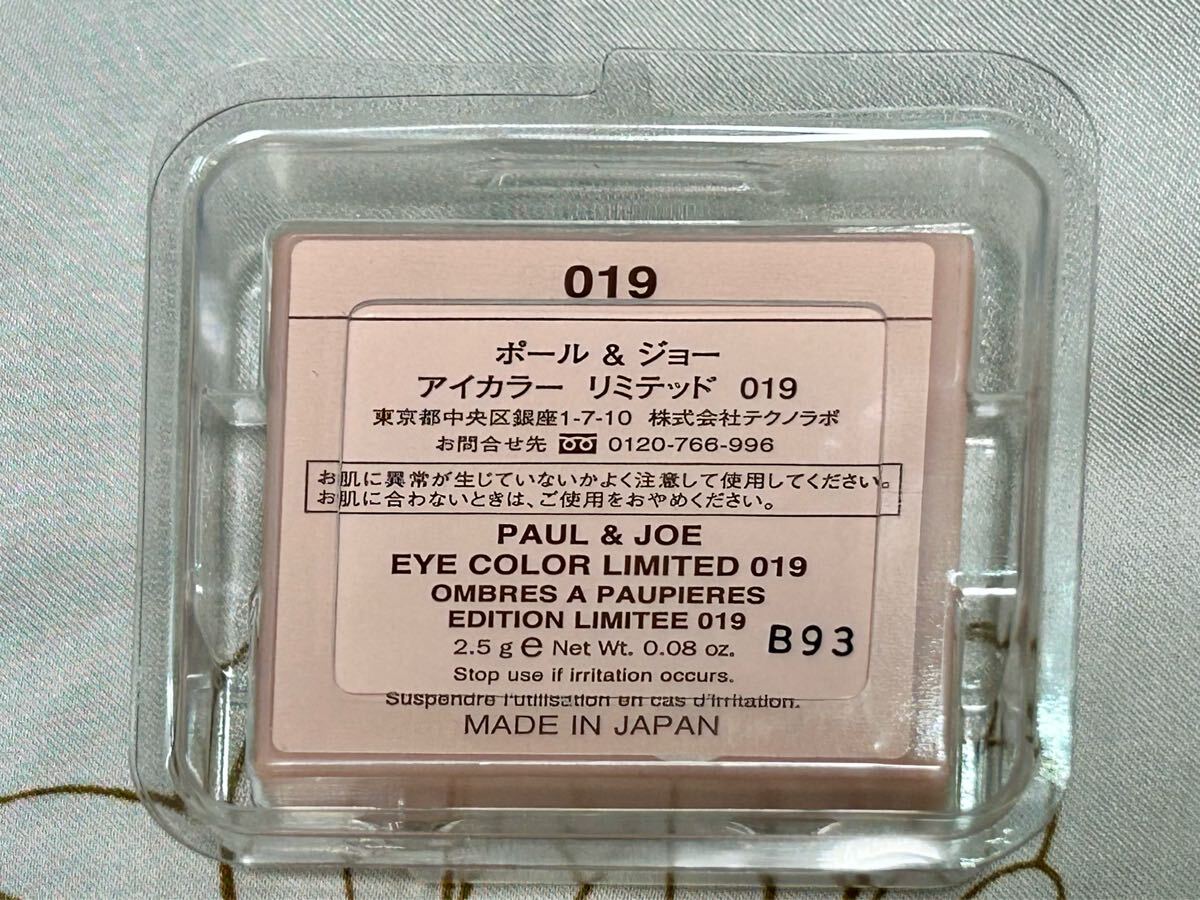 019
ポール & ジョー
アイカラー リミテッド 019
東京都中央区銀座1-7-10 株式会社テクノラボ
お問合せ先 0120-766-996
お肌に異常が生じていないかよく注意して使用してください。
お肌に合わないときは、ご使用をおやめください。
PAUL & JOE
EYE COLOR LIMITED 019
OMBRES A PAUPIERES
EDITION LIMITEE 019
2.5 g ℮ Net Wt. 0.08 oz. B93
Stop use if irritation occurs.
Suspendre l'utilisation en cas d'irritation.
MADE IN JAPAN